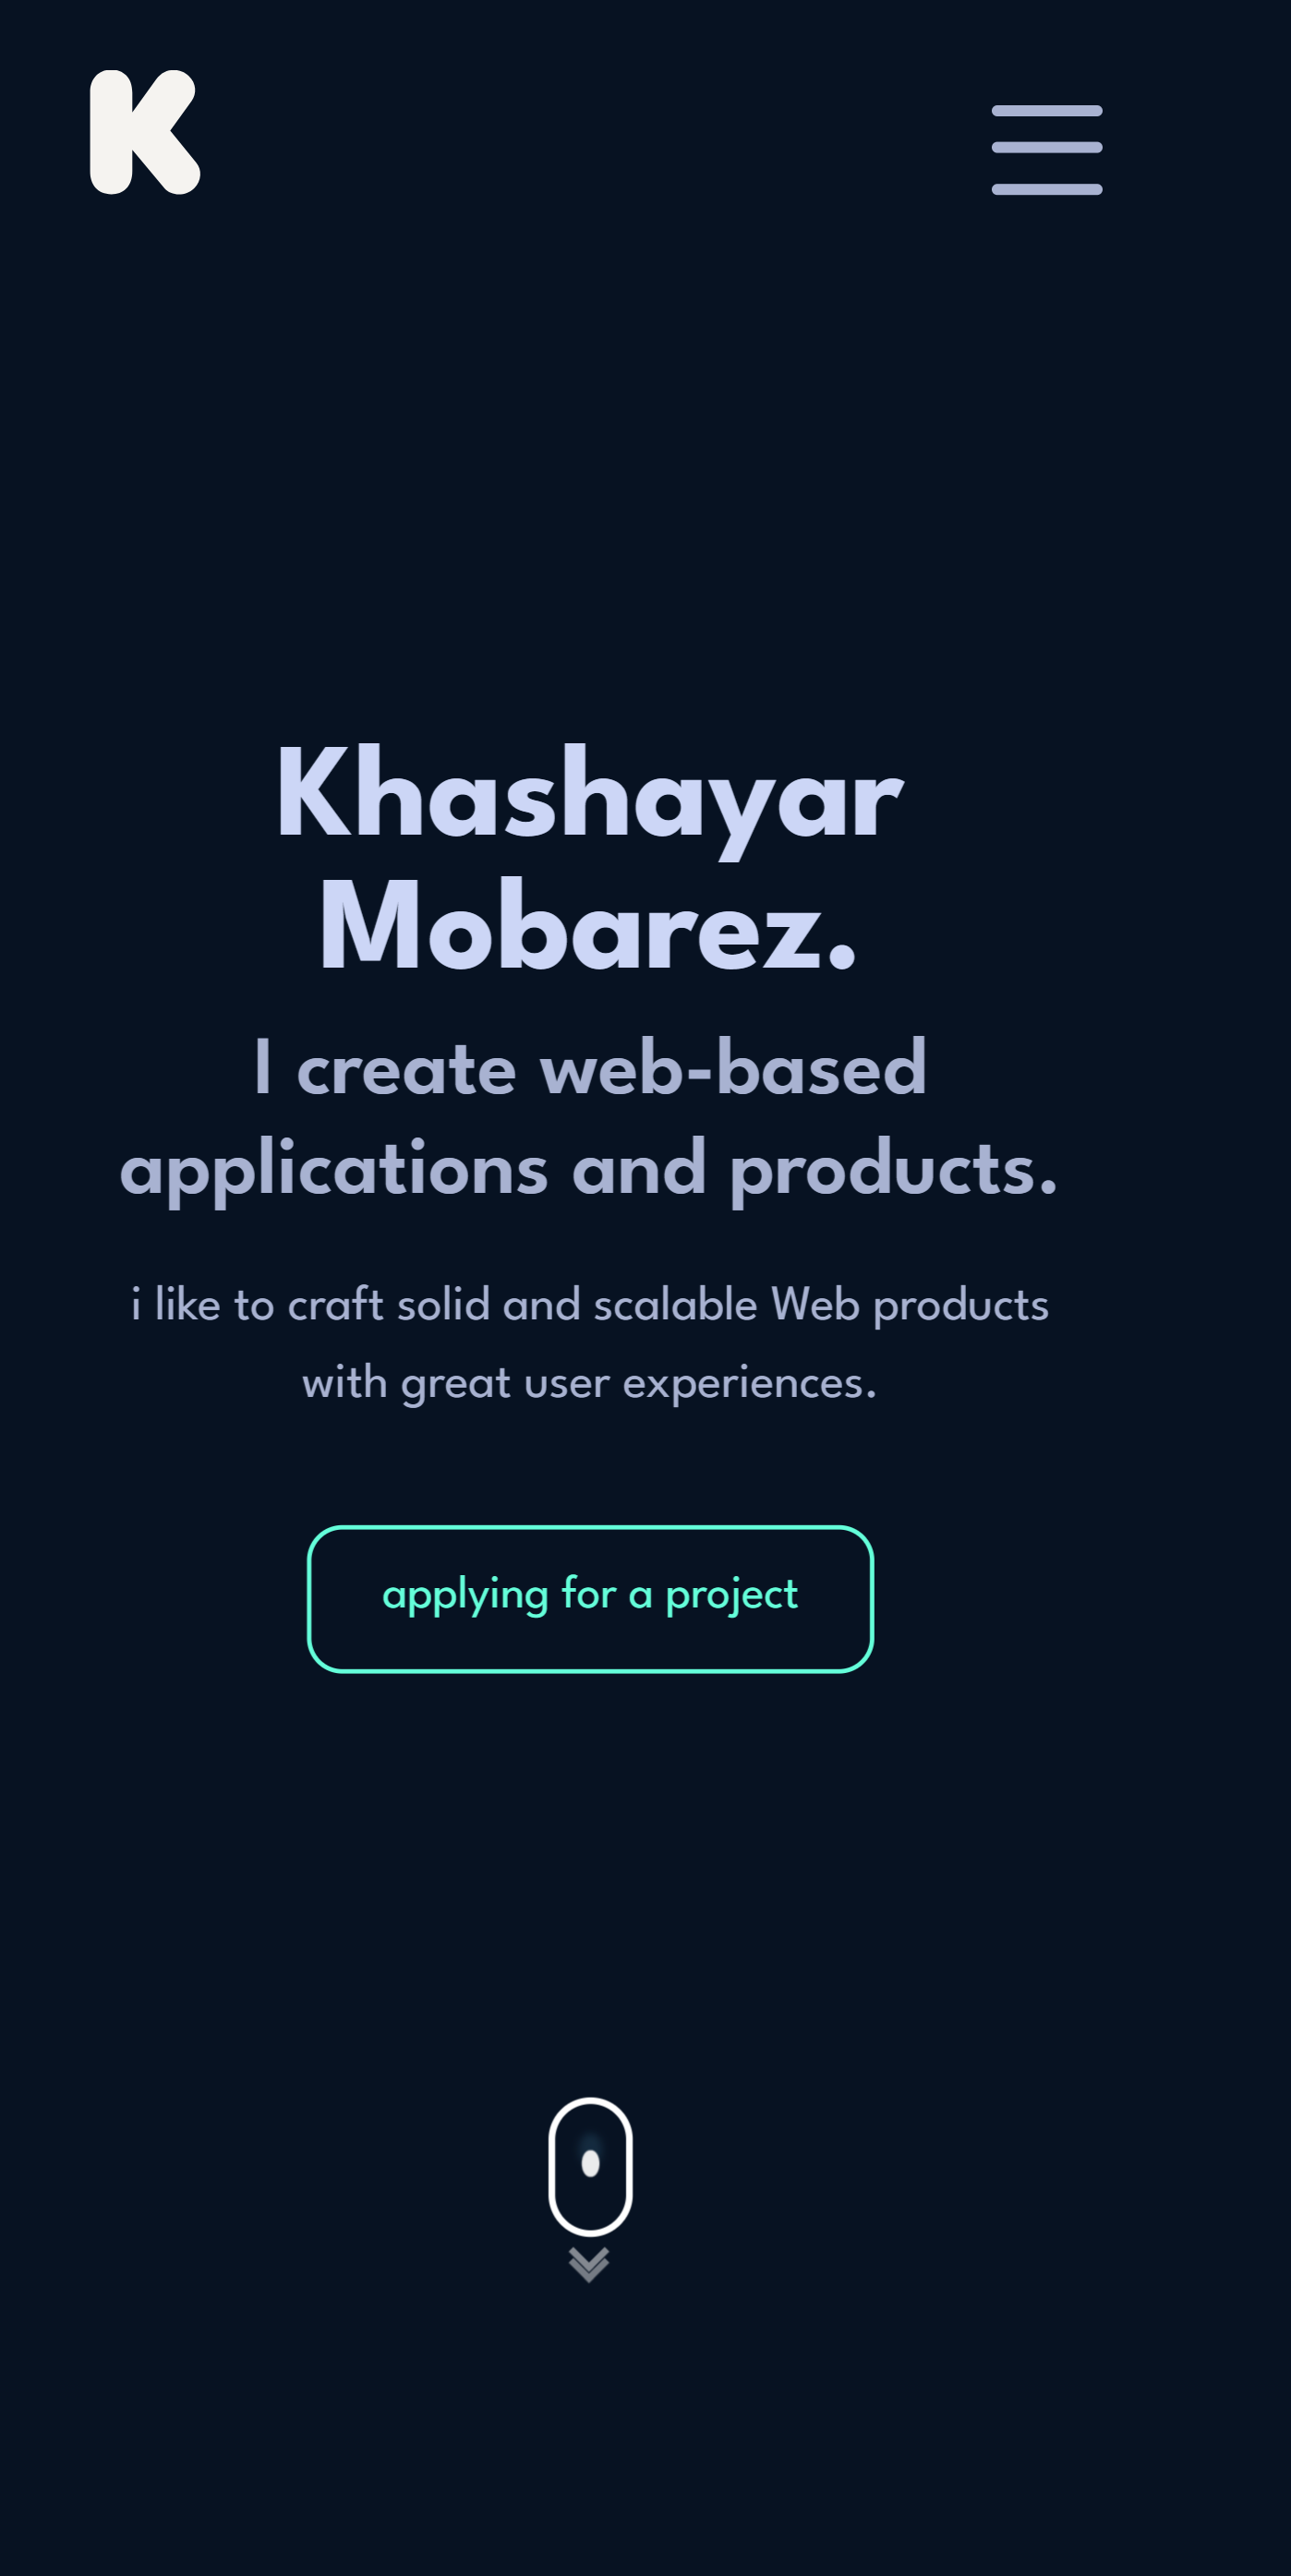 K
Khashayar
Mobarez.
I create web-based
applications and products.
i like to craft solid and scalable Web products
with great user experiences.
applying for a project